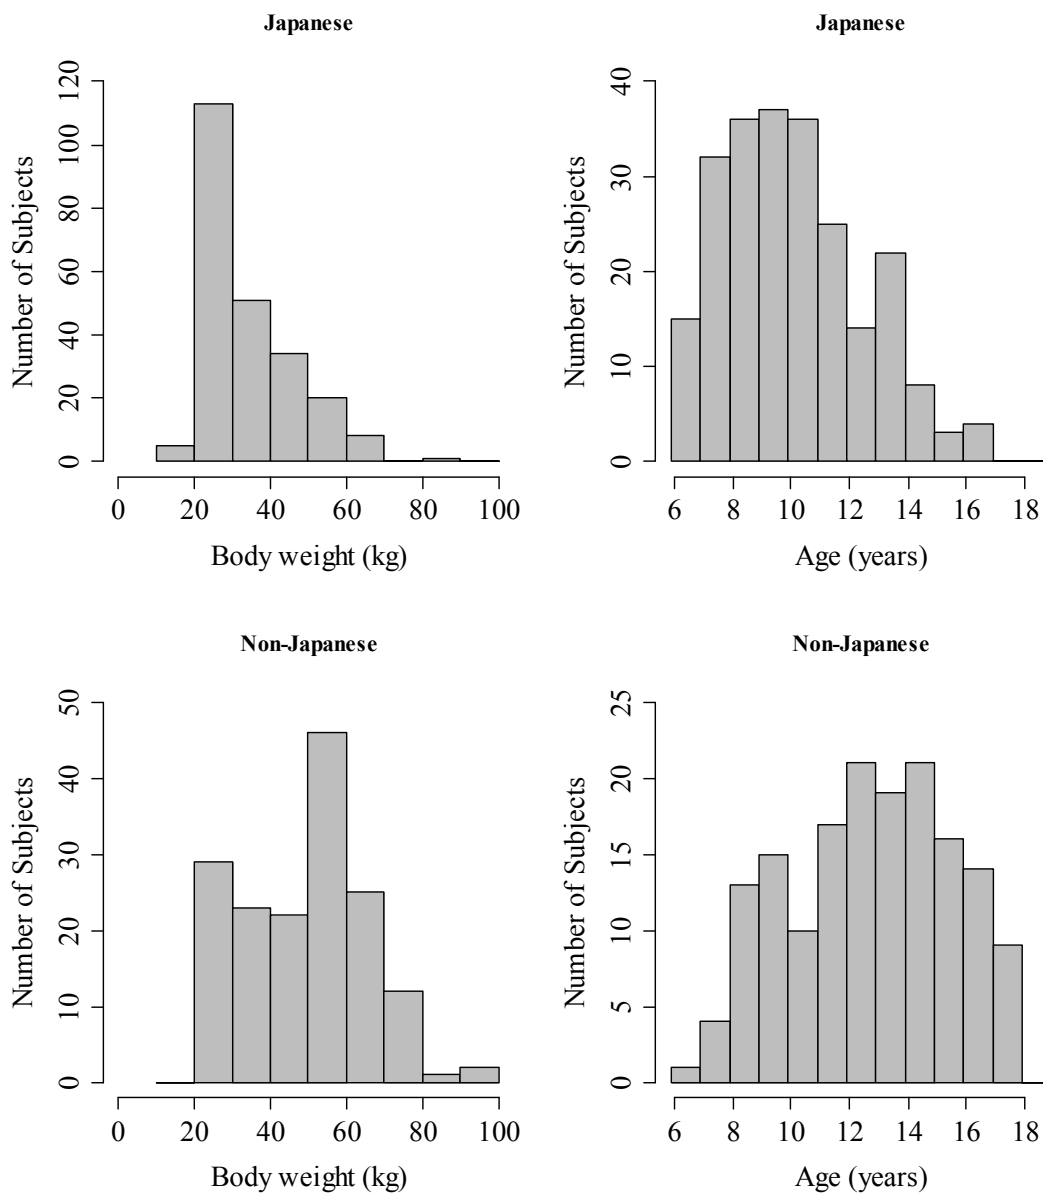 Japanese
Number of Subjects
120
100
80
60
40
20
0
0 20 40 60 80 100
Body weight (kg)
Japanese
Number of Subjects
40
30
20
10
0
6 8 10 12 14 16 18
Age (years)
Non-Japanese
Number of Subjects
50
40
30
20
10
0
0 20 40 60 80 100
Body weight (kg)
Non-Japanese
Number of Subjects
25
20
15
10
5
0
6 8 10 12 14 16 18
Age (years)